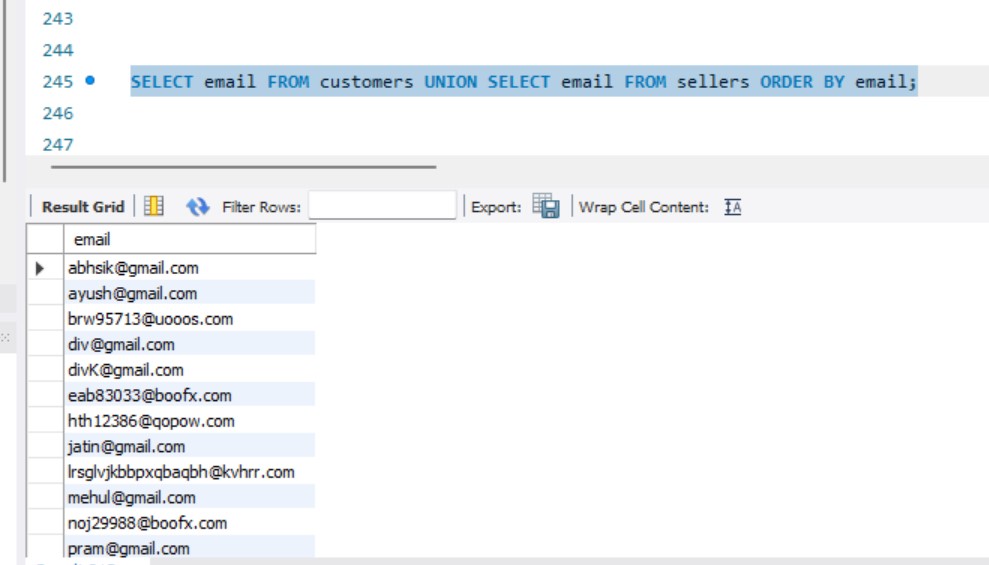 243
244
245 SELECT email FROM customers UNION SELECT email FROM sellers ORDER BY email;
246
247
Result Grid Filter Rows: Export: Wrap Cell Content: IA
email
abhsik@gmail.com
ayush@gmail.com
brw95713@uooos.com
div@gmail.com
divK@gmail.com
eab83033@boofx.com
hth12386@qopow.com
jatin@gmail.com
lrsglvjkbbpxqbaqbh@kvhrr.com
mehul@gmail.com
noj29988@boofx.com
pram@gmail.com